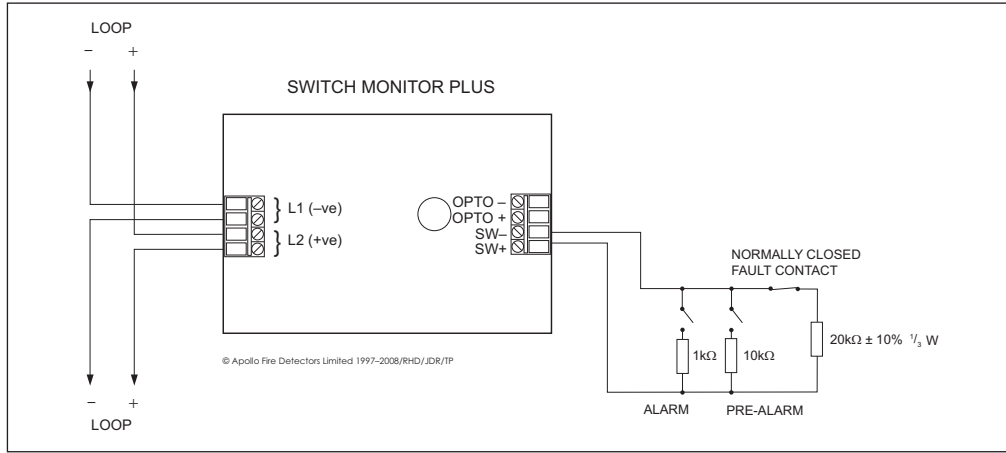 LOOP
– +
SWITCH MONITOR PLUS
L1 (–ve)
L2 (+ve)
OPTO –
OPTO +
SW–
SW+
NORMALLY CLOSED
FAULT CONTACT
1kΩ
10kΩ
20kΩ ± 10% 1/3 W
© Apollo Fire Detectors Limited 1997–2008/RHD/JDR/TP
ALARM
PRE-ALARM
– +
LOOP